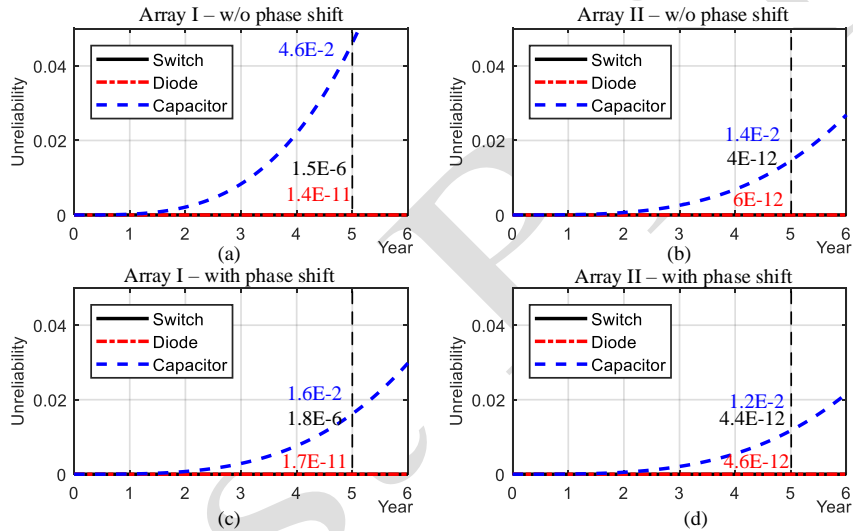 Array I – w/o phase shift
Unreliability
0.04
0.02
0
Switch
Diode
Capacitor
4.6E-2
1.5E-6
1.4E-11
0 1 2 3 4 5 6
Year
(a)
Array II – w/o phase shift
Unreliability
0.04
0.02
0
Switch
Diode
Capacitor
1.4E-2
4E-12
6E-12
0 1 2 3 4 5 6
Year
(b)
Array I – with phase shift
Unreliability
0.04
0.02
0
Switch
Diode
Capacitor
1.6E-2
1.8E-6
1.7E-11
0 1 2 3 4 5 6
Year
(c)
Array II – with phase shift
Unreliability
0.04
0.02
0
Switch
Diode
Capacitor
1.2E-2
4.4E-12
4.6E-12
0 1 2 3 4 5 6
Year
(d)